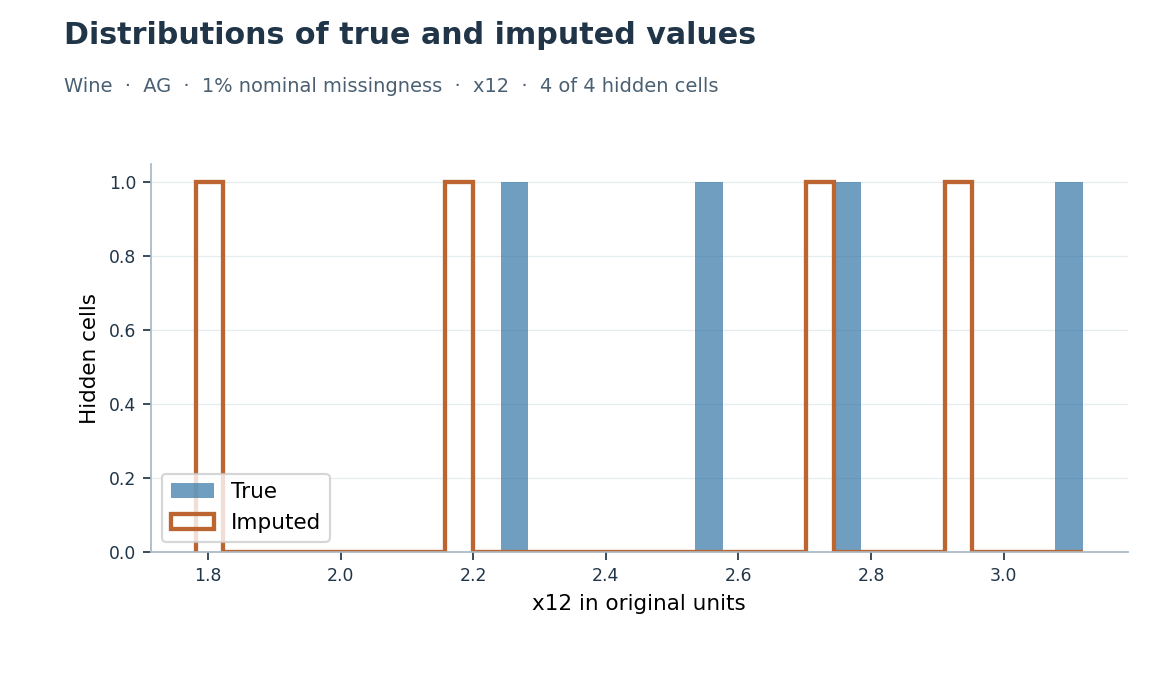 Distributions of true and imputed values
Wine · AG · 1% nominal missingness · x12 · 4 of 4 hidden cells
1.0
0.8
0.6
0.4
0.2
0.0
Hidden cells
True
Imputed
1.8 2.0 2.2 2.4 2.6 2.8 3.0
x12 in original units